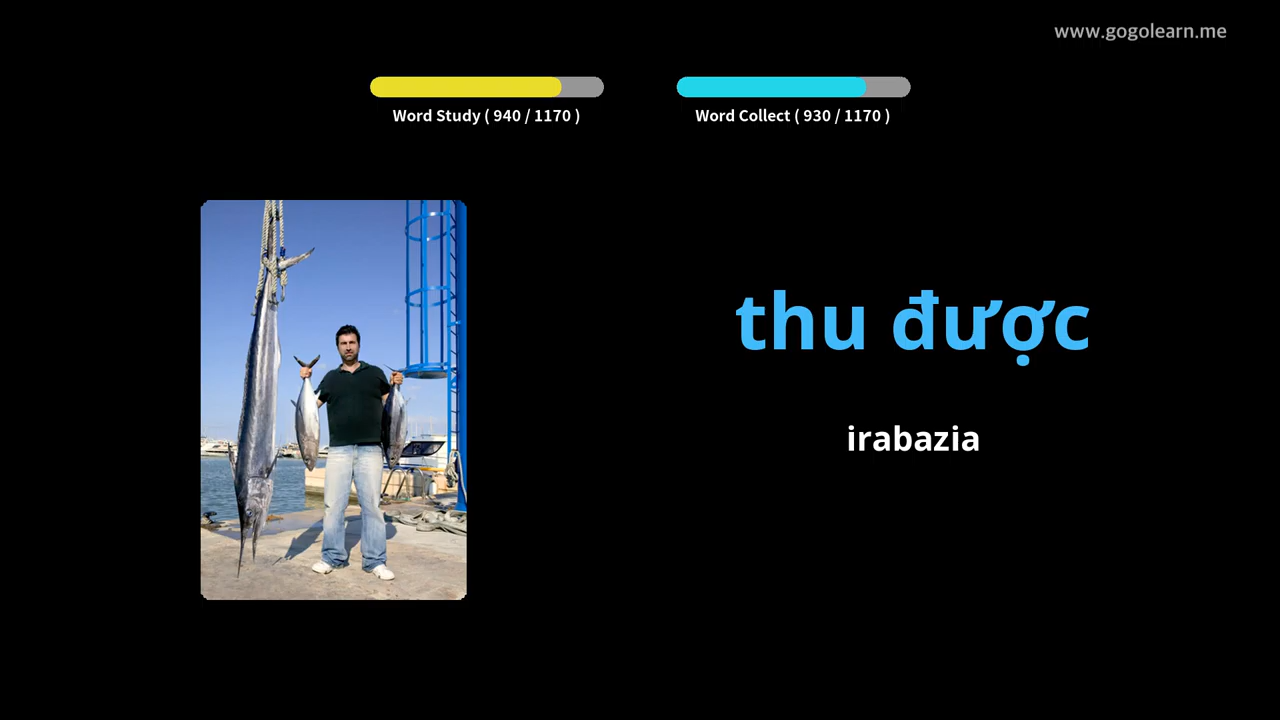 www.gogolearn.me
Word Study ( 940 / 1170 )
Word Collect ( 930 / 1170 )
thu được
irabazia